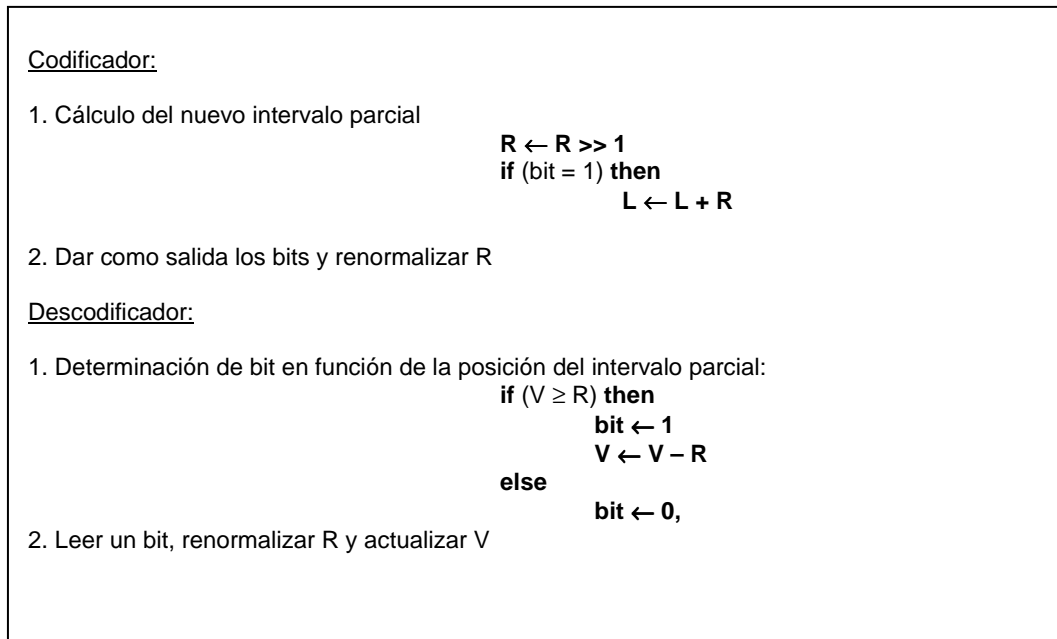 Codificador:
1. Cálculo del nuevo intervalo parcial
R ← R >> 1
if (bit = 1) then
L ← L + R
2. Dar como salida los bits y renormalizar R
Descodificador:
1. Determinación de bit en función de la posición del intervalo parcial:
if (V ≥ R) then
bit ← 1
V ← V – R
else
bit ← 0,
2. Leer un bit, renormalizar R y actualizar V